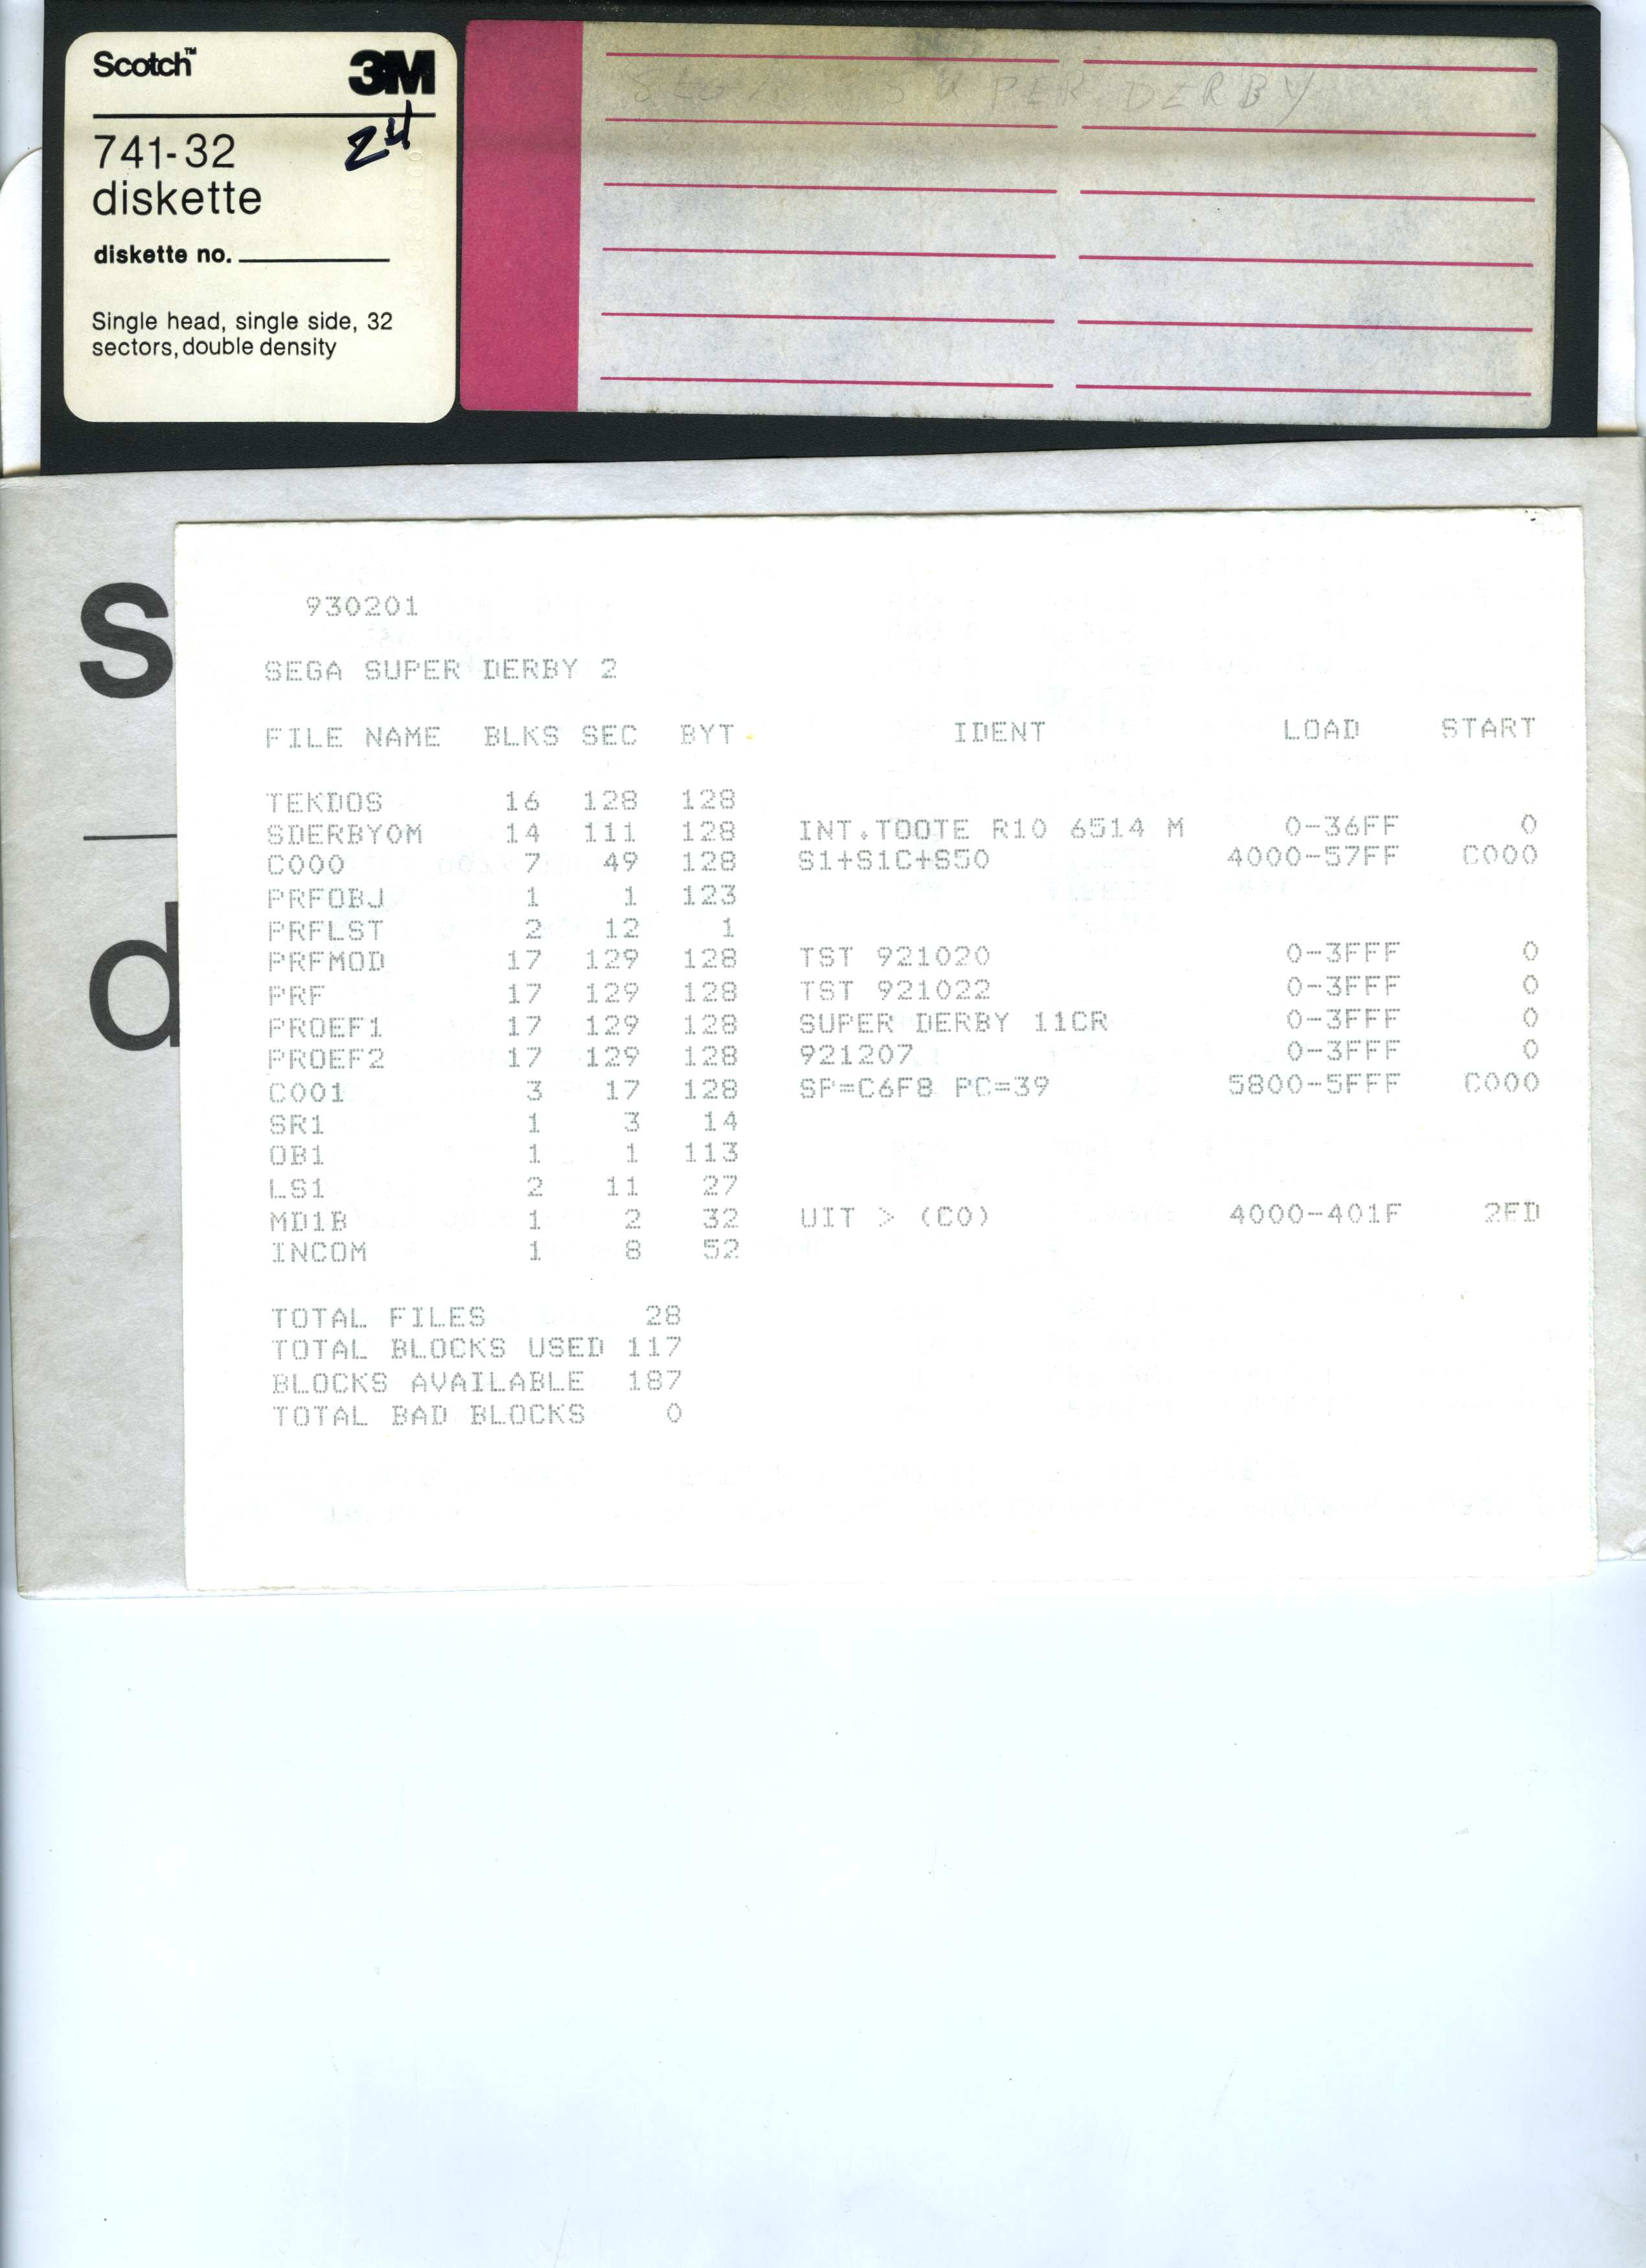 Scotch™ 3M
24
741-32
diskette
diskette no.
Single head, single side, 32
sectors, double density
SEGA SUPER DERBY
S
d
930201
SEGA SUPER DERBY 2
FILE NAME BLKS SEC BYT IDENT LOAD START
TEKDOS 16 128 128
SDERBYOM 14 111 128 INT.TOOTE R10 6514 M 0-36FF 0
C000 7 49 128 S1+S1C+S50 4000-57FF C000
PRFOBJ 1 1 123
PRFLST 2 12 1
PRFMOD 17 129 128 TST 921020 0-3FFF 0
PRF 17 129 128 TST 921022 0-3FFF 0
PROEF1 17 129 128 SUPER DERBY 11CR 0-3FFF 0
PROEF2 17 129 128 921207 0-3FFF 0
C001 3 17 128 SP=C6F8 PC=39 5800-5FFF C000
SR1 1 3 14
OB1 1 1 113
LS1 2 11 27
MD1B 1 2 32 UIT > (C0) 4000-401F 2ED
INCOM 1 8 52
TOTAL FILES 28
TOTAL BLOCKS USED 117
BLOCKS AVAILABLE 187
TOTAL BAD BLOCKS 0